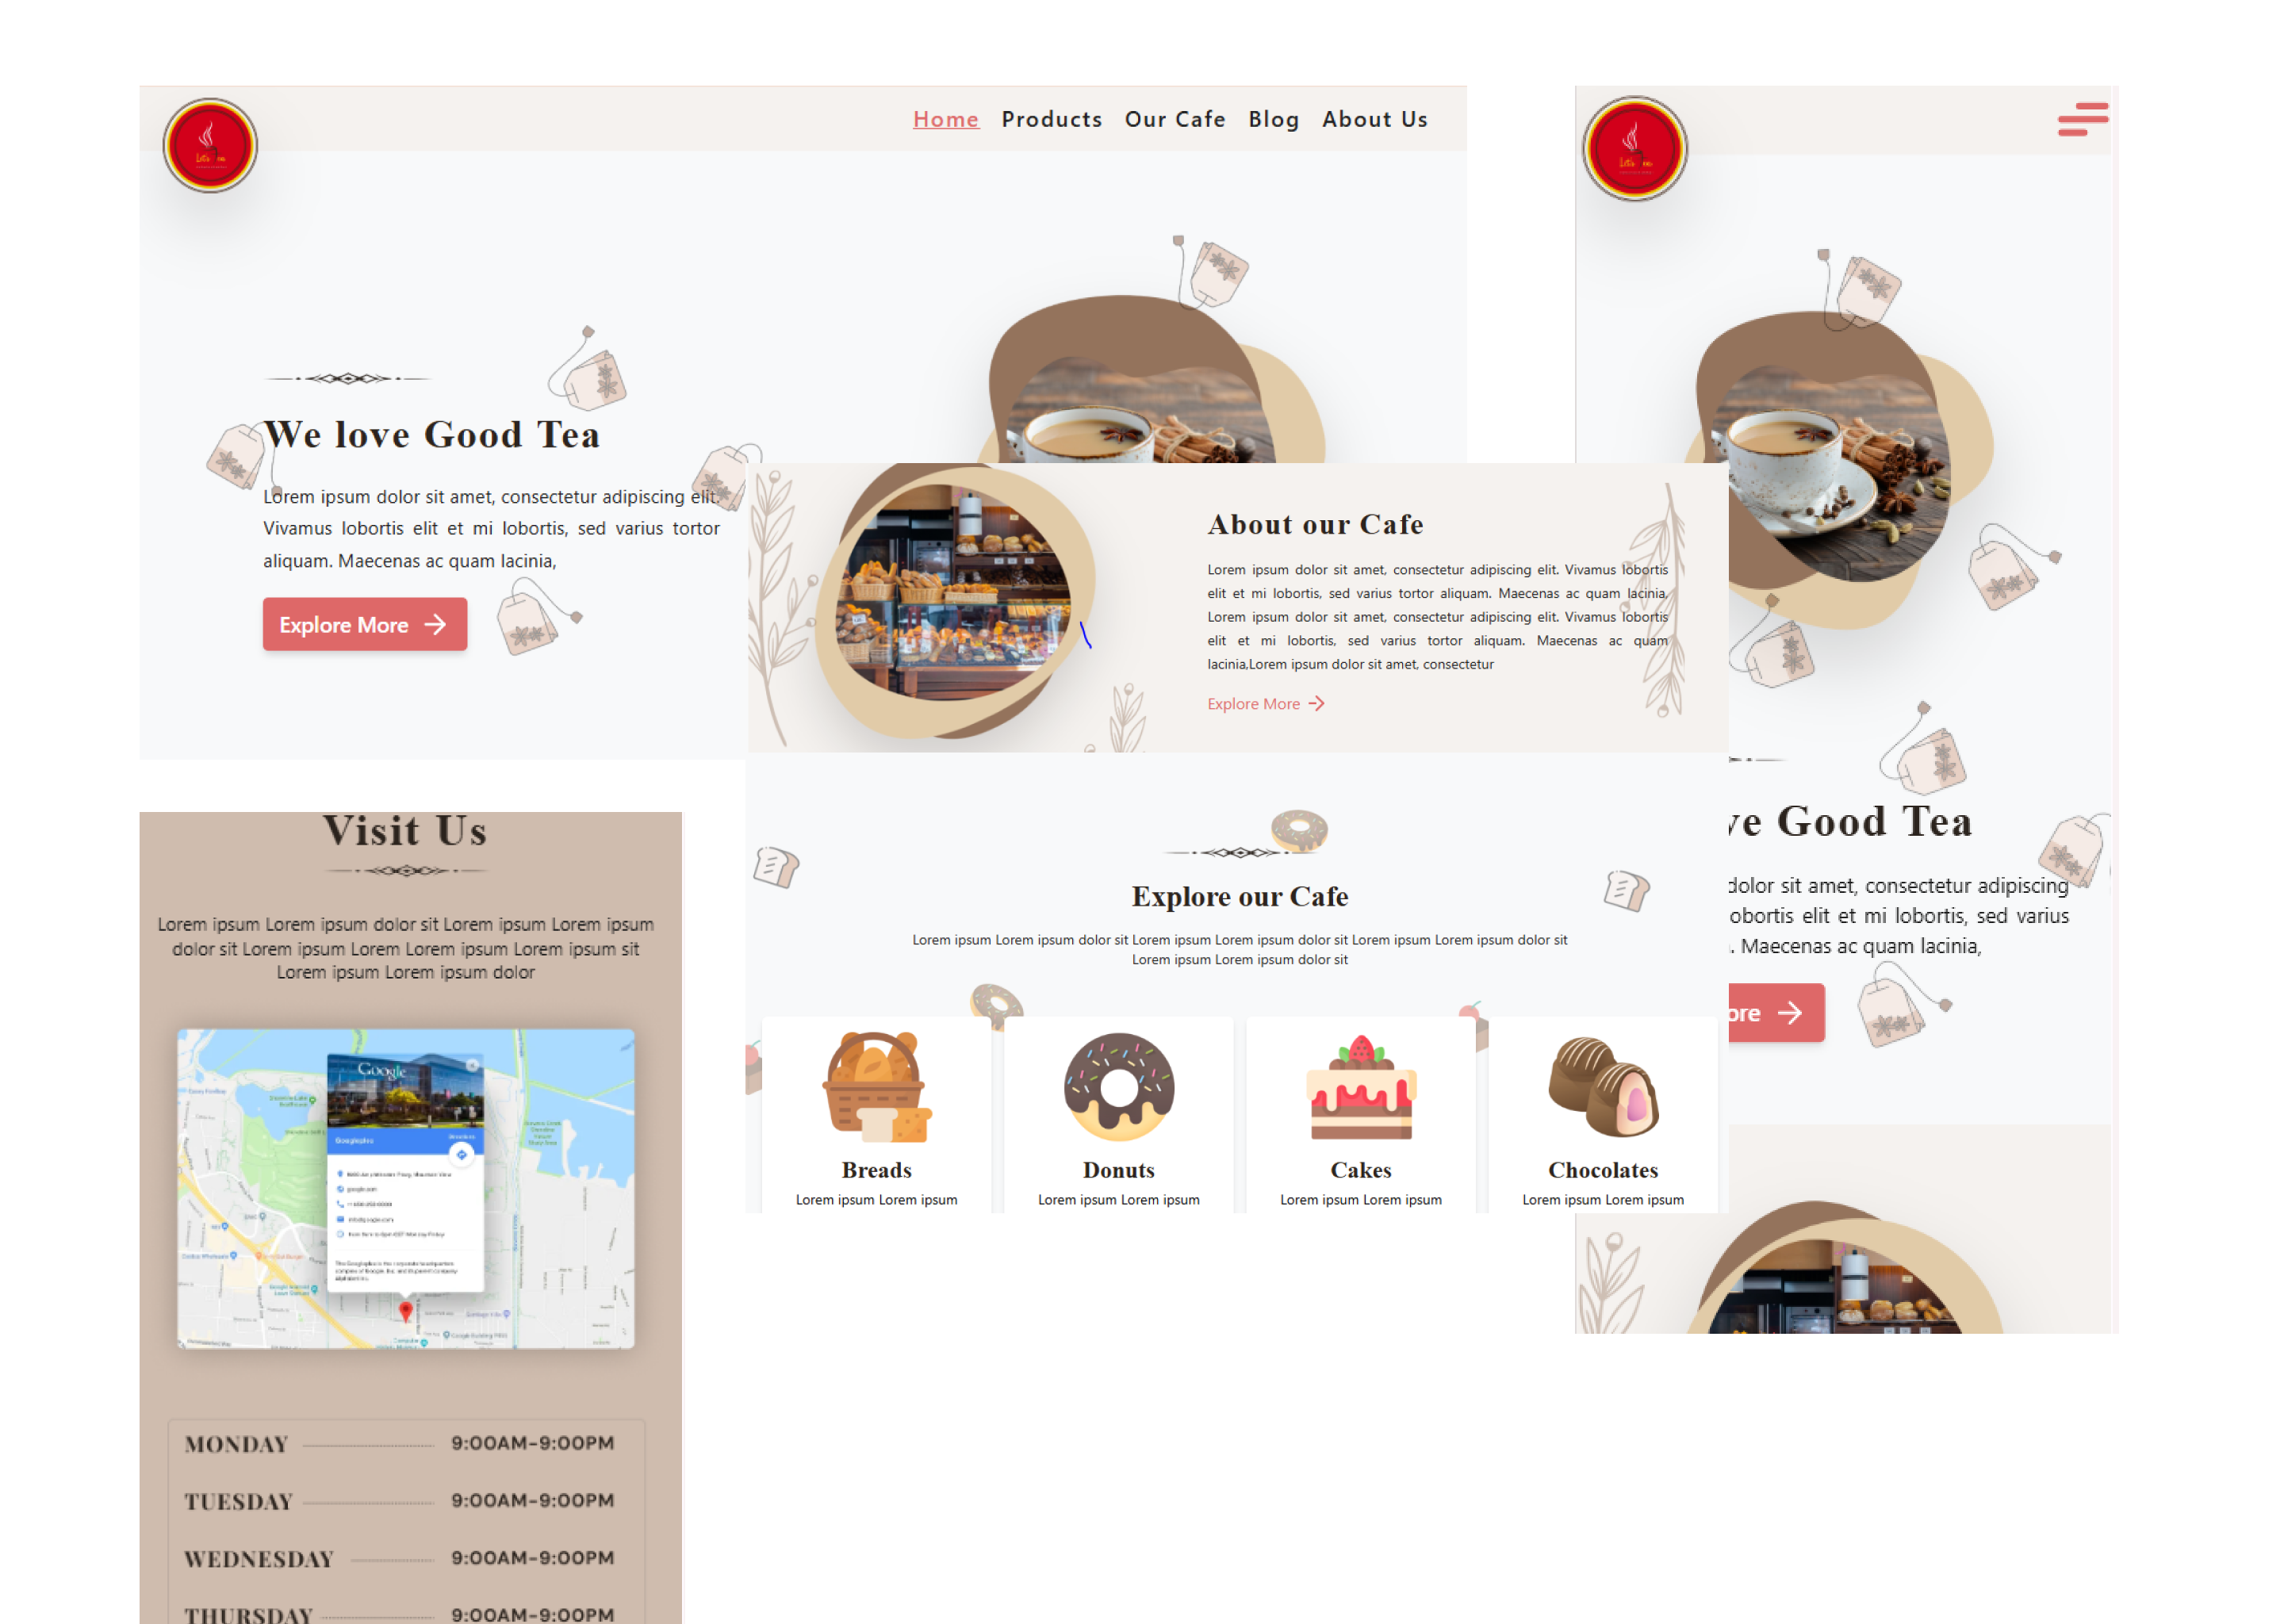 Home Products Our Cafe Blog About Us
We love Good Tea
Lorem ipsum dolor sit amet, consectetur adipiscing elit.
Vivamus lobortis elit et mi lobortis, sed varius tortor
aliquam. Maecenas ac quam lacinia,
Explore More
About our Cafe
Lorem ipsum dolor sit amet, consectetur adipiscing elit. Vivamus lobortis
elit et mi lobortis, sed varius tortor aliquam. Maecenas ac quam lacinia,
Lorem ipsum dolor sit amet, consectetur adipiscing elit. Vivamus lobortis
elit et mi lobortis, sed varius tortor aliquam. Maecenas ac quam
lacinia,Lorem ipsum dolor sit amet, consectetur
Explore More
Explore our Cafe
Lorem ipsum Lorem ipsum dolor sit Lorem ipsum Lorem ipsum dolor sit Lorem ipsum Lorem ipsum dolor sit
Lorem ipsum Lorem ipsum dolor sit
Breads
Lorem ipsum Lorem ipsum
Donuts
Lorem ipsum Lorem ipsum
Cakes
Lorem ipsum Lorem ipsum
Chocolates
Lorem ipsum Lorem ipsum
ve Good Tea
dolor sit amet, consectetur adipiscing
obortis elit et mi lobortis, sed varius
. Maecenas ac quam lacinia,
ore
Visit Us
Lorem ipsum Lorem ipsum dolor sit Lorem ipsum Lorem ipsum
dolor sit Lorem ipsum Lorem Lorem ipsum Lorem ipsum sit
Lorem ipsum Lorem ipsum dolor
Google
Googleplex
google.com
MONDAY 9:00AM-9:00PM
TUESDAY 9:00AM-9:00PM
WEDNESDAY 9:00AM-9:00PM
THURSDAY 9:00AM-9:00PM